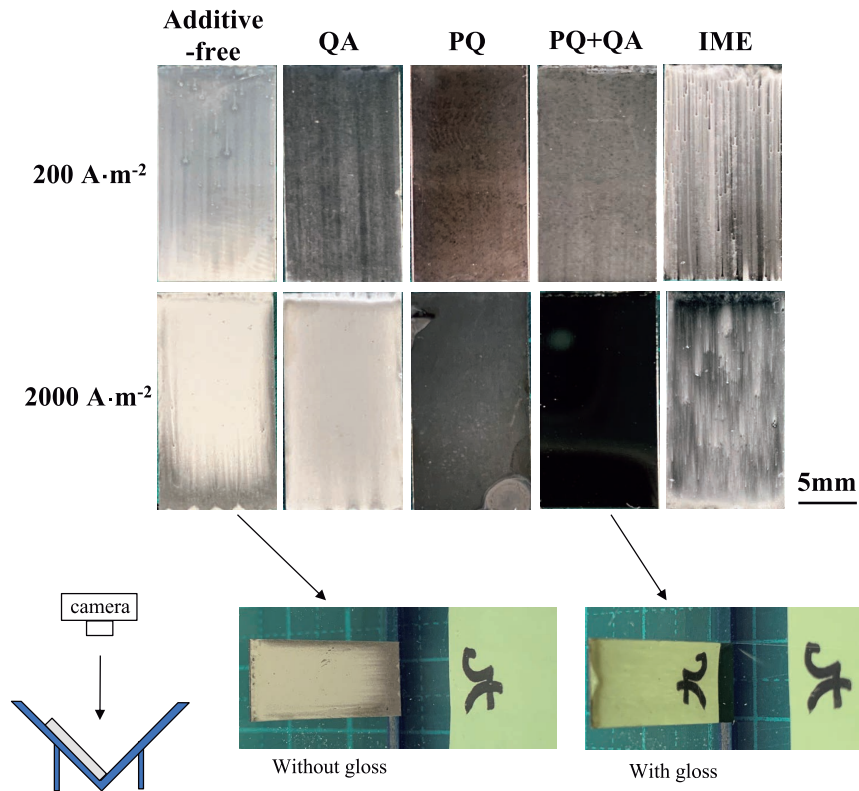 Additive
-free
QA
PQ
PQ+QA
IME
200 A·m⁻²
2000 A·m⁻²
5mm
camera
Without gloss
With gloss